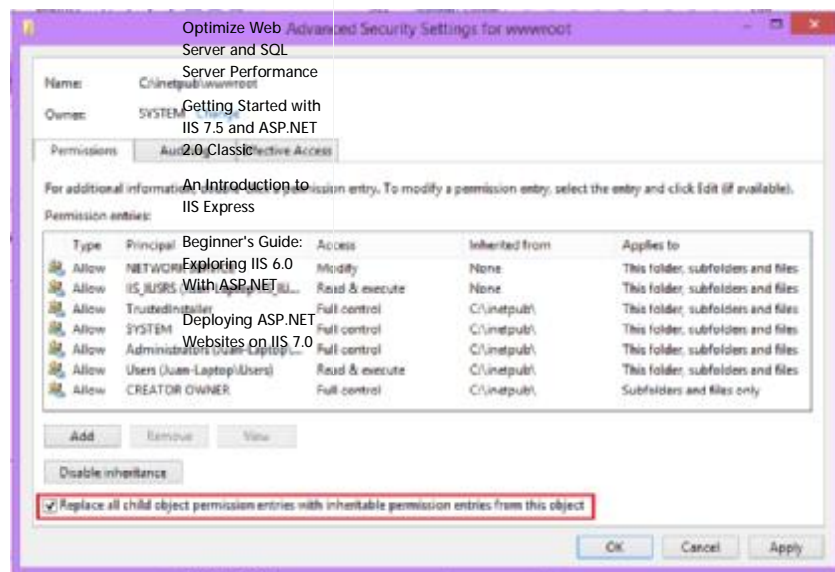 Advanced Security Settings for wwwroot
Optimize Web
Server and SQL
Server Performance
Getting Started with
IIS 7.5 and ASP.NET
2.0 Classic
An Introduction to
IIS Express
Beginner's Guide:
Exploring IIS 6.0
With ASP.NET
Deploying ASP.NET
Websites on IIS 7.0
Name: C:\inetpub\wwwroot
Owner: SYSTEM Change
Permissions Effective Access
For additional information, permission entry. To modify a permission entry, select the entry and click Edit (if available).
Permission entries:
Type Principal Access Inherited from Applies to
Allow NETWORK Modify None This folder, subfolders and files
Allow IIS_IUSRS Read & execute None This folder, subfolders and files
Allow TrustedInstaller Full control C:\inetpub\ This folder, subfolders and files
Allow SYSTEM Full control C:\inetpub\ This folder, subfolders and files
Allow Administrators (Juan-Laptop\... Full control C:\inetpub\ This folder, subfolders and files
Allow Users (Juan-Laptop\Users) Read & execute C:\inetpub\ This folder, subfolders and files
Allow CREATOR OWNER Full control C:\inetpub\ Subfolders and files only
Add Remove View
Disable inheritance
Replace all child object permission entries with inheritable permission entries from this object
OK Cancel Apply